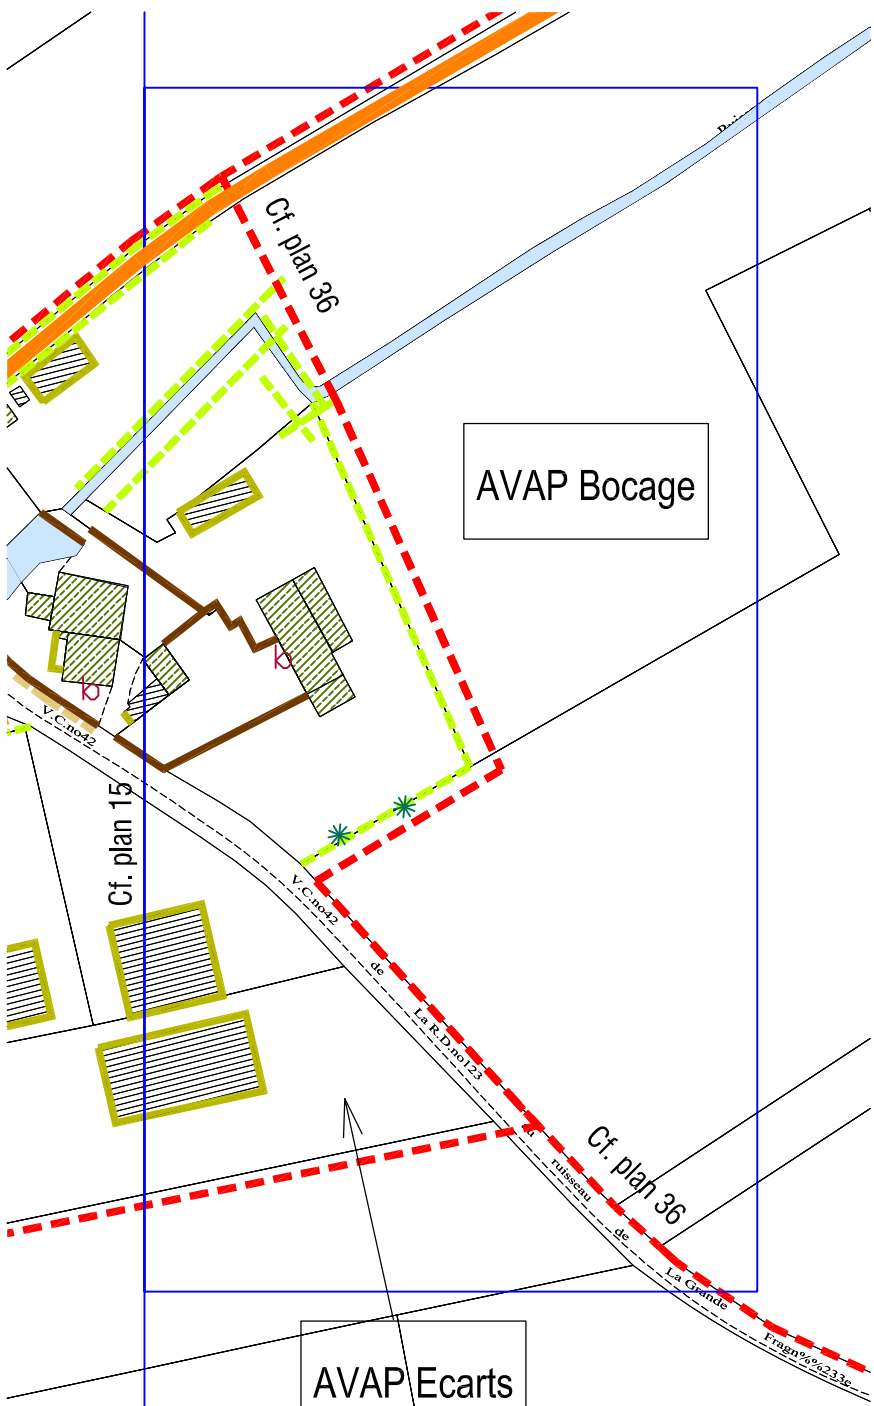 Cf. plan 36
AVAP Bocage
V.C.no42
Cf. plan 15
V.C.no42
de
La R.D.no123
au
ruisseau
de
La Grande
Fragn%%233e
Cf. plan 36
AVAP Ecarts